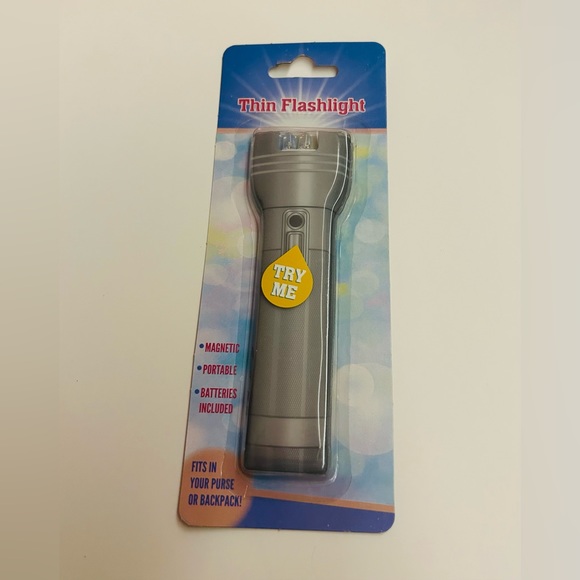 Thin Flashlight
TRY
ME
• MAGNETIC
• PORTABLE
• BATTERIES
INCLUDED
FITS IN
YOUR PURSE
OR BACKPACK!